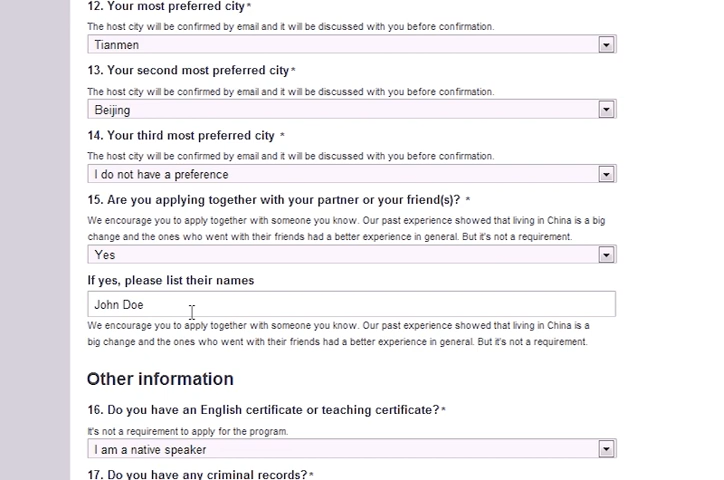 12. Your most preferred city*
The host city will be confirmed by email and it will be discussed with you before confirmation.
Tianmen
13. Your second most preferred city*
The host city will be confirmed by email and it will be discussed with you before confirmation.
Beijing
14. Your third most preferred city *
The host city will be confirmed by email and it will be discussed with you before confirmation.
I do not have a preference
15. Are you applying together with your partner or your friend(s)? *
We encourage you to apply together with someone you know. Our past experience showed that living in China is a big
change and the ones who went with their friends had a better experience in general. But it's not a requirement.
Yes
If yes, please list their names
John Doe
We encourage you to apply together with someone you know. Our past experience showed that living in China is a
big change and the ones who went with their friends had a better experience in general. But it's not a requirement.
Other information
16. Do you have an English certificate or teaching certificate?*
It's not a requirement to apply for the program.
I am a native speaker
17. Do you have any criminal records?*